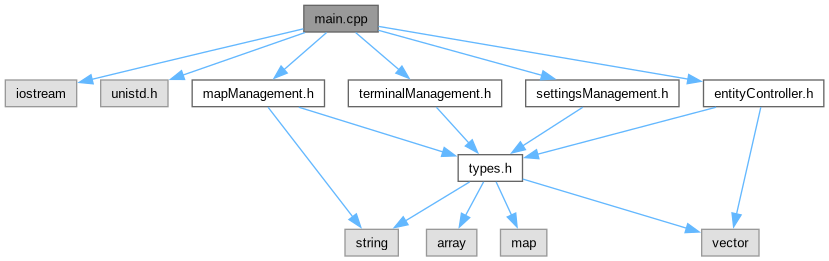 main.cpp
iostream
unistd.h
mapManagement.h
terminalManagement.h
settingsManagement.h
entityController.h
types.h
string
array
map
vector